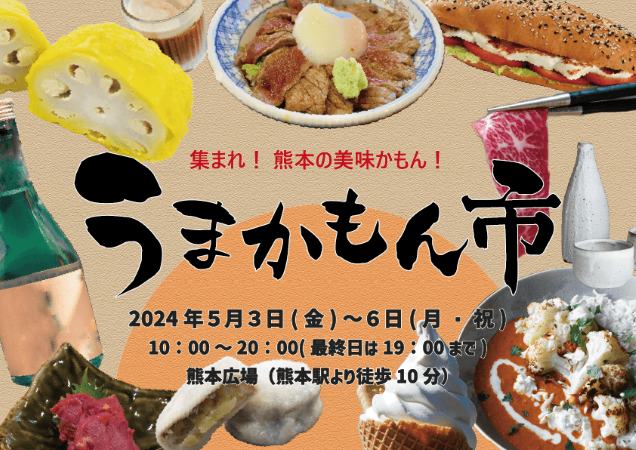 集まれ！ 熊本の美味かもん！
うまかもん市
2024年5月3日(金)～6日(月・祝)
10：00～20：00(最終日は19：00まで)
熊本広場（熊本駅より徒歩10分）